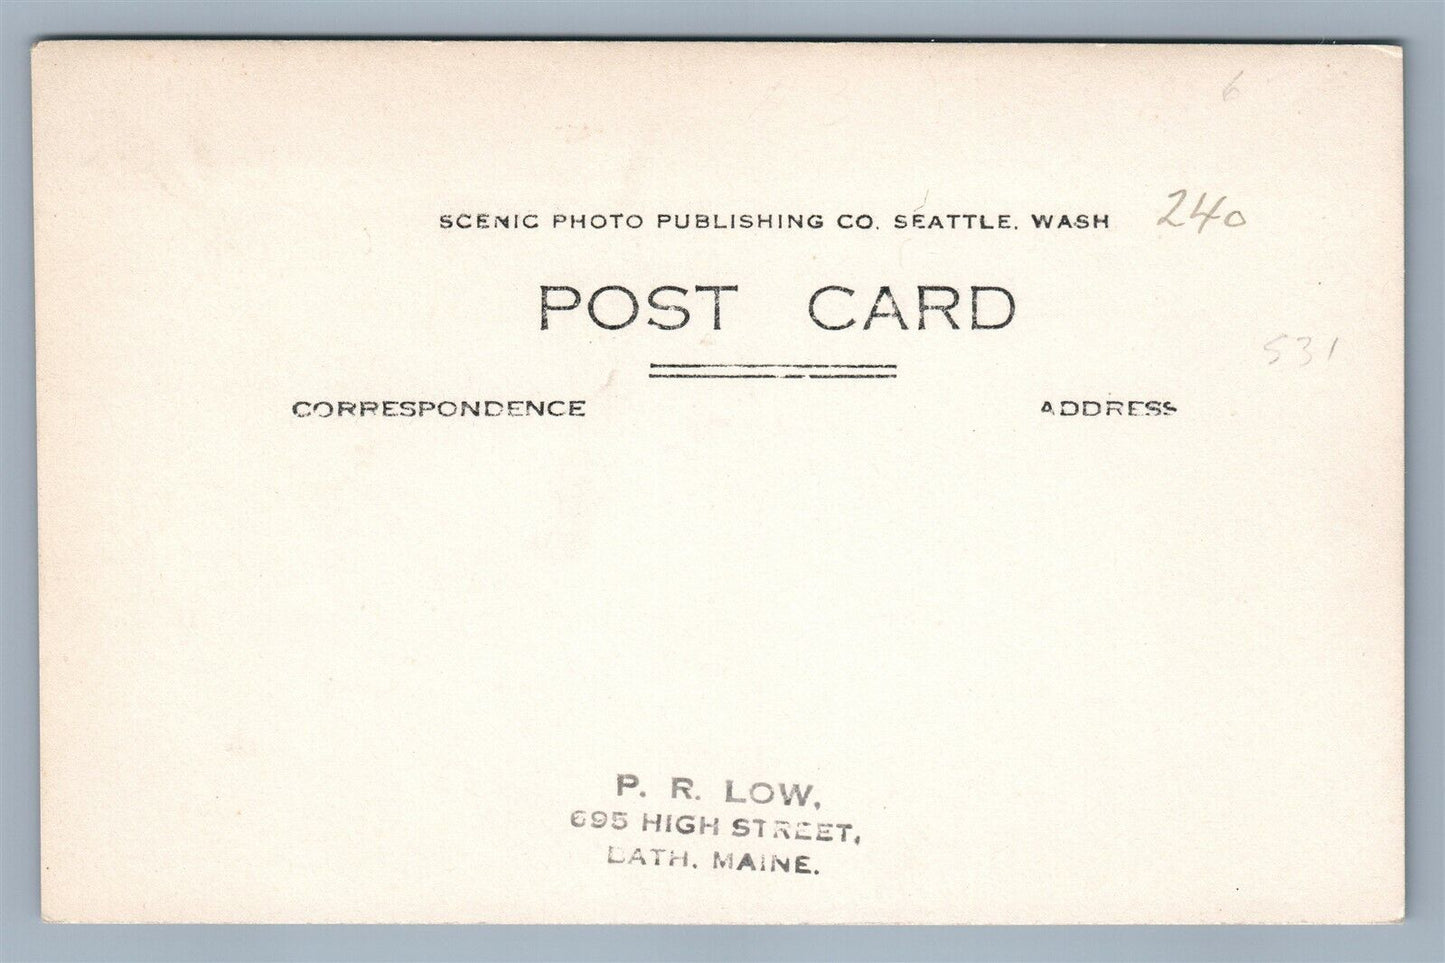 6
SCENIC PHOTO PUBLISHING CO. SEATTLE. WASH 240
POST CARD
531
CORRESPONDENCE ADDRESS
P. R. LOW,
695 HIGH STREET,
BATH. MAINE.